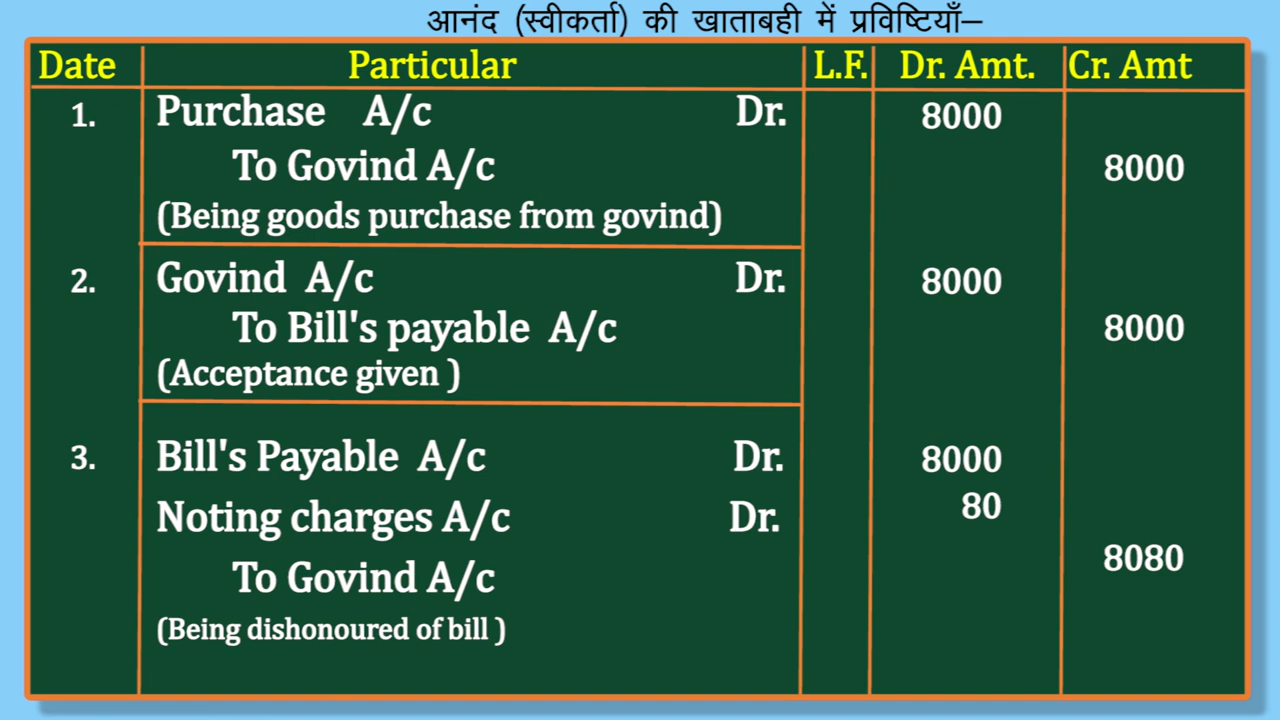 आनंद (स्वीकर्ता) की खाताबही में प्रविष्टियाँ–
Date Particular L.F. Dr. Amt. Cr. Amt
1. Purchase A/c Dr. 8000
To Govind A/c 8000
(Being goods purchase from govind)
2. Govind A/c Dr. 8000
To Bill's payable A/c 8000
(Acceptance given )
3. Bill's Payable A/c Dr. 8000
Noting charges A/c Dr. 80
To Govind A/c 8080
(Being dishonoured of bill )